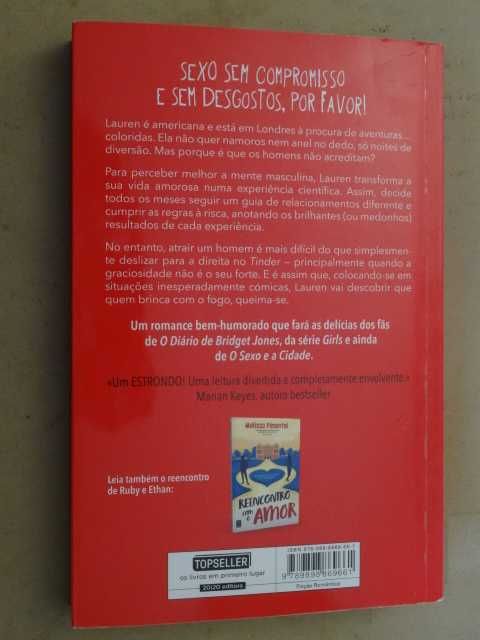 SEXO SEM COMPROMISSO
E SEM DESGOSTOS, POR FAVOR!
Lauren é americana e está em Londres à procura de aventuras...
coloridas. Ela não quer namoros nem anel no dedo, só noites de
diversão. Mas porque é que os homens não acreditam?
Para perceber melhor a mente masculina, Lauren transforma a
sua vida amorosa numa experiência científica. Assim, decide
todos os meses seguir um guia de relacionamentos diferente e
cumprir as regras à risca, anotando os brilhantes (ou medonhos)
resultados de cada experiência.
No entanto, atrair um homem é mais difícil do que simplesmen-
te deslizar para a direita no Tinder – principalmente quando a
graciosidade não é o seu forte. E é assim que, colocando-se em
situações inesperadamente cómicas, Lauren vai descobrir que
quem brinca com o fogo, queima-se.
Um romance bem-humorado que fará as delícias dos fãs
de O Diário de Bridget Jones, da série Girls e ainda
de O Sexo e a Cidade.
«Um ESTRONDO! Uma leitura divertida e completamente envolvente.»
Marian Keyes, autora bestseller
Leia também o reencontro
de Ruby e Ethan:
Melissa Pimentel
REENCONTRO
com o
AMOR
TOPSELLER
os livros em primeiro lugar
20|20 editora
9 789898 869661
Ficção Romântica